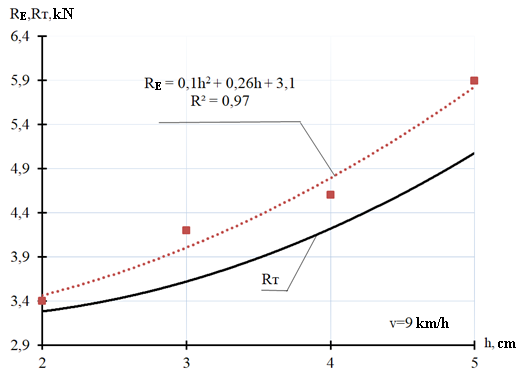 RE,RT,kN
6,4
5,9
RE = 0,1h² + 0,26h + 3,1
R² = 0,97
5,4
4,9
4,4
3,9
RT
3,4
v=9 km/h
2,9
h, cm
2 3 4 5